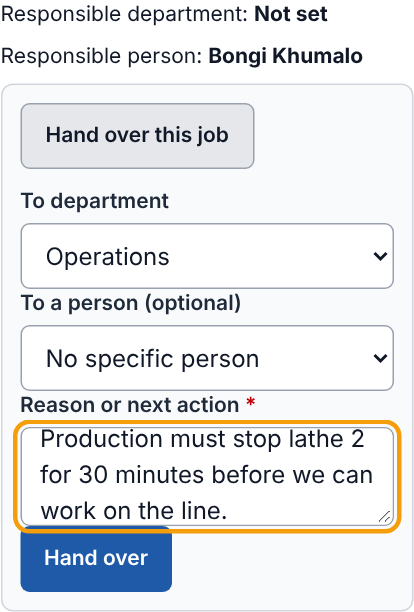 Responsible department: Not set
Responsible person: Bongi Khumalo
Hand over this job
To department
Operations
To a person (optional)
No specific person
Reason or next action *
Production must stop lathe 2
for 30 minutes before we can
work on the line.
Hand over